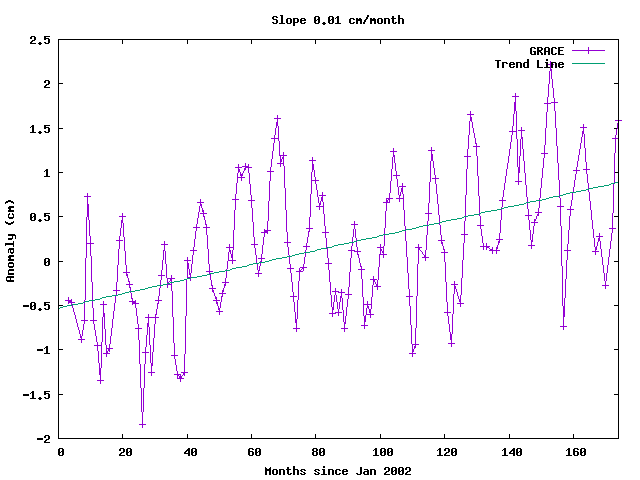 Slope 0.01 cm/month
GRACE
Trend Line
Anomaly (cm)
2.5
2
1.5
1
0.5
0
-0.5
-1
-1.5
-2
0 20 40 60 80 100 120 140 160
Months since Jan 2002